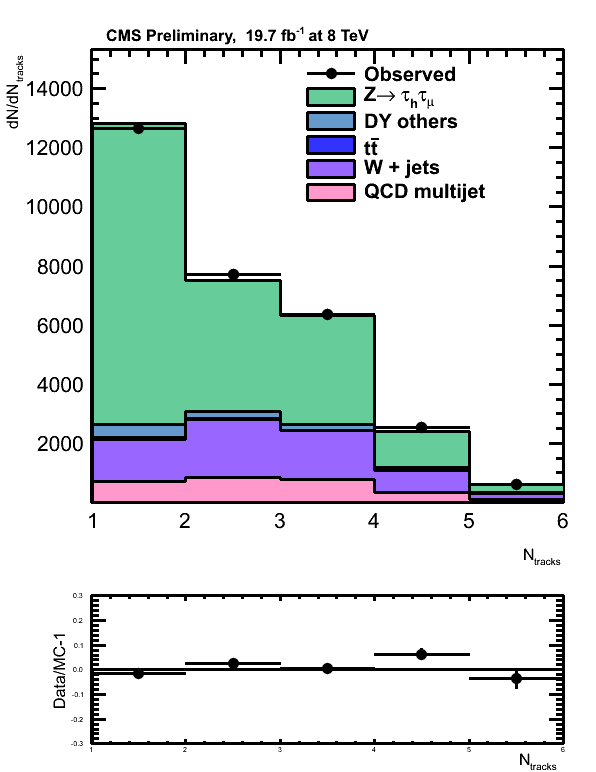 CMS Preliminary, 19.7 fb⁻¹ at 8 TeV
dN/dN_tracks
14000
12000
10000
8000
6000
4000
2000
Observed
Z→ τ_h τ_μ
DY others
tt̄
W + jets
QCD multijet
1 2 3 4 5 6
N_tracks
Data/MC-1
0.3
0.2
0.1
0.0
-0.1
-0.2
-0.3
1 2 3 4 5 6
N_tracks